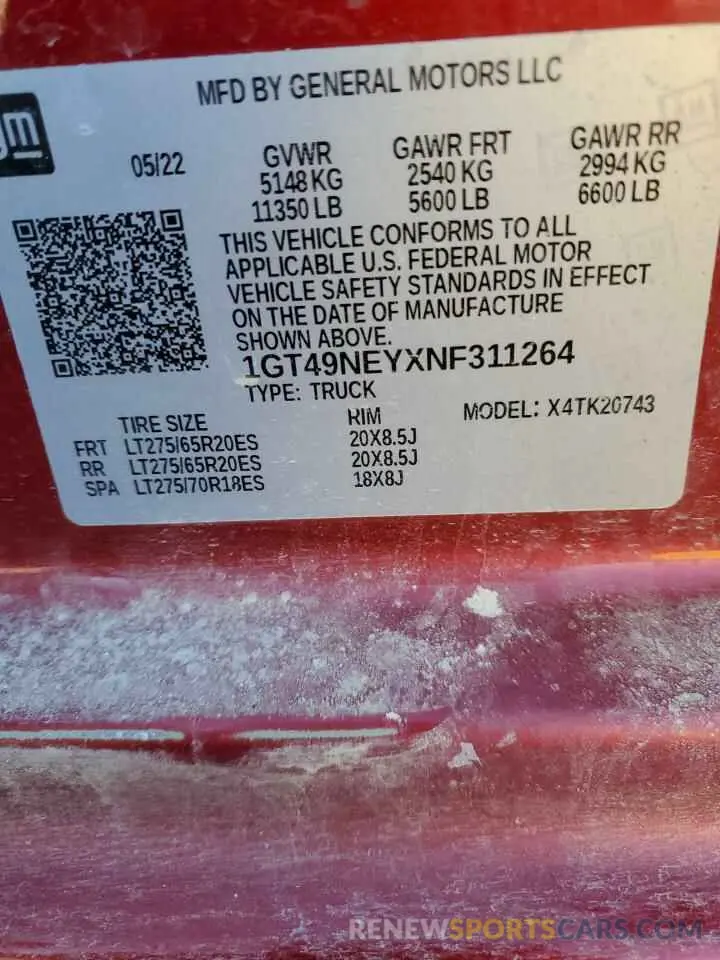 MFD BY GENERAL MOTORS LLC
gm
05/22
GVWR GAWR FRT GAWR RR
5148 KG 2540 KG 2994 KG
11350 LB 5600 LB 6600 LB
THIS VEHICLE CONFORMS TO ALL
APPLICABLE U.S. FEDERAL MOTOR
VEHICLE SAFETY STANDARDS IN EFFECT
ON THE DATE OF MANUFACTURE
SHOWN ABOVE.
1GT49NEYXNF311264
TYPE: TRUCK
MODEL: X4TK20743
TIRE SIZE RIM
FRT LT275/65R20ES 20X8.5J
RR LT275/65R20ES 20X8.5J
SPA LT275/70R18ES 18X8J
RENEWSPORTSCARS.COM